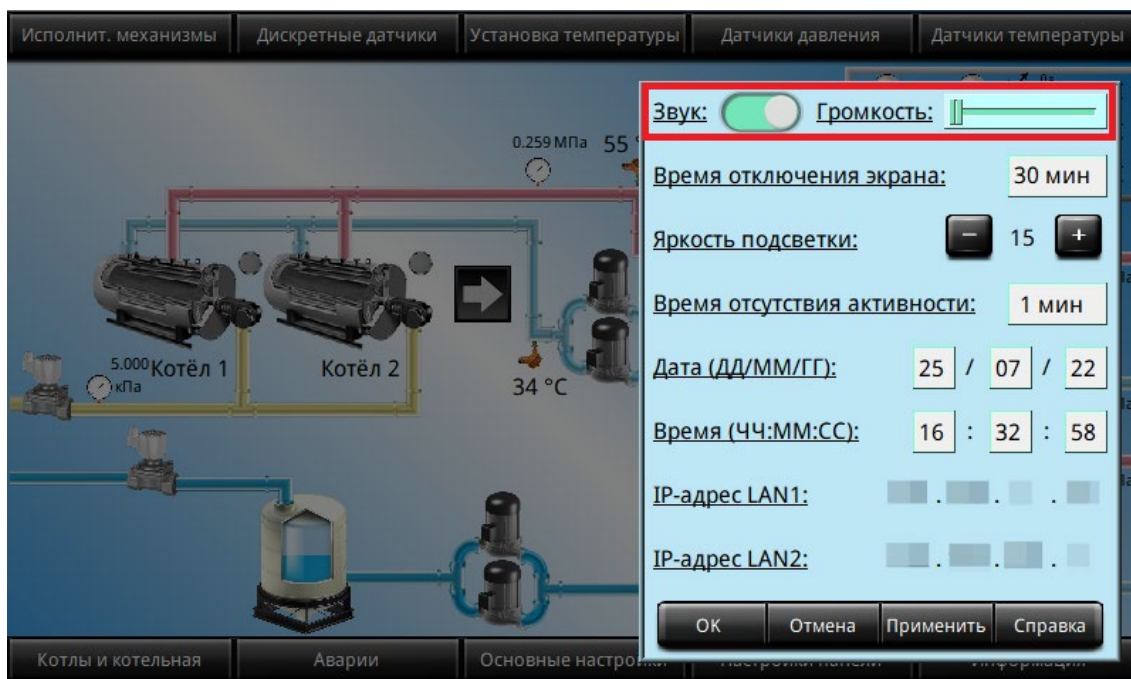 Исполнит. механизмы
Дискретные датчики
Установка температуры
Датчики давления
Датчики температуры
Звук:
Громкость:
0.259 МПа
55
Время отключения экрана:
30 мин
Яркость подсветки:
−
15
+
Время отсутствия активности:
1 мин
5.000
кПа
Котёл 1
Котёл 2
34 °C
Дата (ДД/ММ/ГГ):
25 / 07 / 22
Время (ЧЧ:ММ:СС):
16 : 32 : 58
IP-адрес LAN1:
IP-адрес LAN2:
ОК
Отмена
Применить
Справка
Котлы и котельная
Аварии
Основные настройки